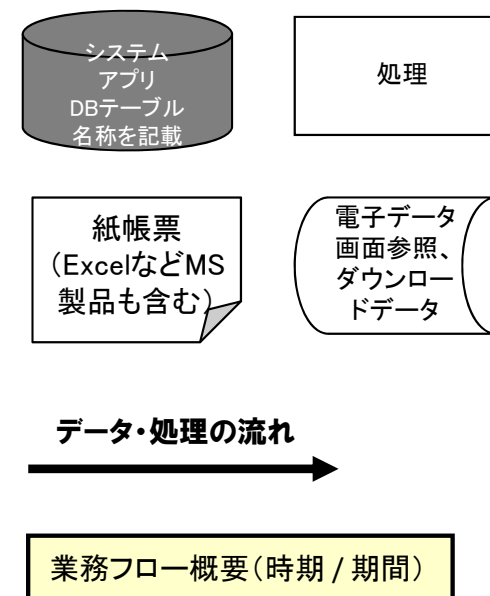 システム
アプリ
DBテーブル
名称を記載
処理
紙帳票
(ExcelなどMS
製品も含む)
電子データ
画面参照、
ダウンロー
ドデータ
データ・処理の流れ
業務フロー概要(時期 / 期間)